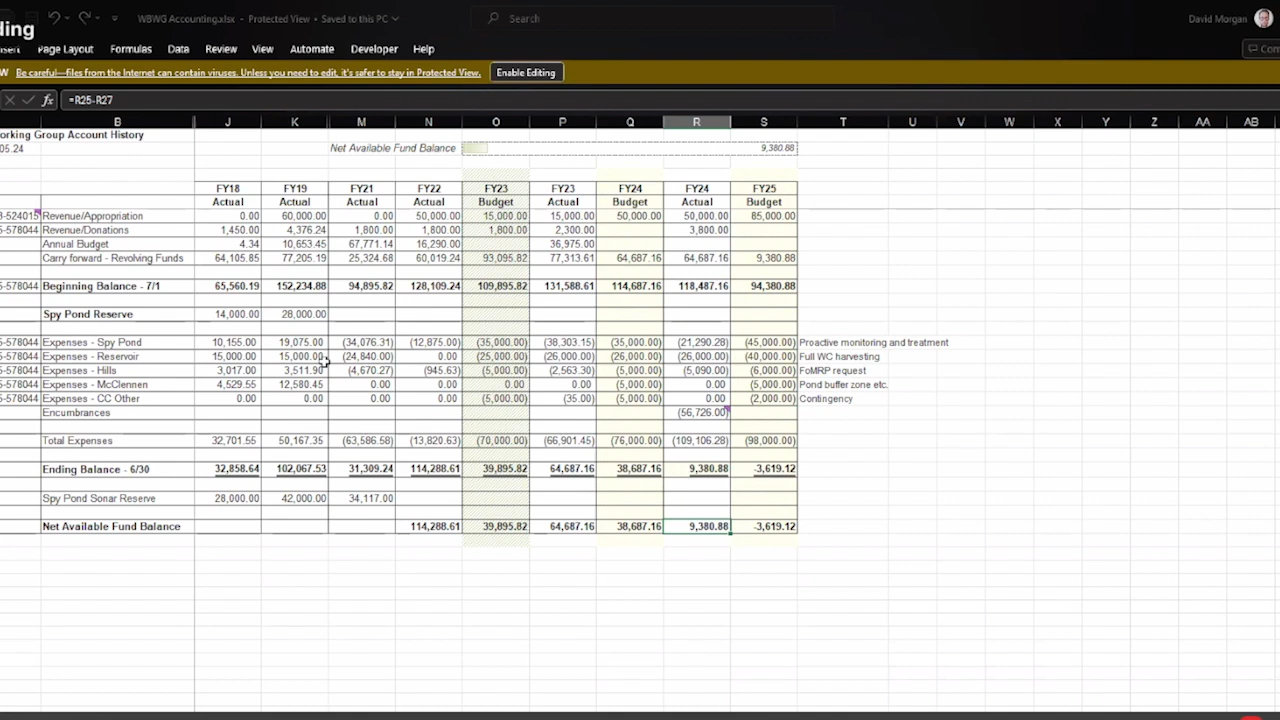 ding
WBWG Accounting.xlsx - Protected View • Saved to this PC
Search
David Morgan
nsert Page Layout Formulas Data Review View Automate Developer Help
Com
W Be careful—files from the Internet can contain viruses. Unless you need to edit, it's safer to stay in Protected View. Enable Editing
fx =R25-R27
B J K M N O P Q R S T U V W X Y Z AA AB
orking Group Account History
05.24 Net Available Fund Balance 9,380.88
FY18 FY19 FY21 FY22 FY23 FY23 FY24 FY24 FY25
Actual Actual Actual Actual Budget Actual Budget Actual Budget
3-524015 Revenue/Appropriation 0.00 60,000.00 0.00 50,000.00 15,000.00 15,000.00 50,000.00 50,000.00 85,000.00
5-578044 Revenue/Donations 1,450.00 4,376.24 1,800.00 1,800.00 1,800.00 2,300.00 3,800.00
Annual Budget 4.34 10,653.45 67,771.14 16,290.00 36,975.00
Carry forward - Revolving Funds 64,105.85 77,205.19 25,324.68 60,019.24 93,095.82 77,313.61 64,687.16 64,687.16 9,380.88
5-578044 Beginning Balance - 7/1 65,560.19 152,234.88 94,895.82 128,109.24 109,895.82 131,588.61 114,687.16 118,487.16 94,380.88
Spy Pond Reserve 14,000.00 28,000.00
5-578044 Expenses - Spy Pond 10,155.00 19,075.00 (34,076.31) (12,875.00) (35,000.00) (38,303.15) (35,000.00) (21,290.28) (45,000.00) Proactive monitoring and treatment
5-578044 Expenses - Reservoir 15,000.00 15,000.00 (24,840.00) 0.00 (25,000.00) (26,000.00) (26,000.00) (26,000.00) (40,000.00) Full WC harvesting
5-578044 Expenses - Hills 3,017.00 3,511.90 (4,670.27) (945.63) (5,000.00) (2,563.30) (5,000.00) (5,090.00) (6,000.00) FoMRP request
5-578044 Expenses - McClennen 4,529.55 12,580.45 0.00 0.00 0.00 0.00 (5,000.00) 0.00 (5,000.00) Pond buffer zone etc.
5-578044 Expenses - CC Other 0.00 0.00 0.00 0.00 (5,000.00) (35.00) (5,000.00) 0.00 (2,000.00) Contingency
Encumbrances (56,726.00)
Total Expenses 32,701.55 50,167.35 (63,586.58) (13,820.63) (70,000.00) (66,901.45) (76,000.00) (109,106.28) (98,000.00)
Ending Balance - 6/30 32,858.64 102,067.53 31,309.24 114,288.61 39,895.82 64,687.16 38,687.16 9,380.88 -3,619.12
Spy Pond Sonar Reserve 28,000.00 42,000.00 34,117.00
Net Available Fund Balance 114,288.61 39,895.82 64,687.16 38,687.16 9,380.88 -3,619.12